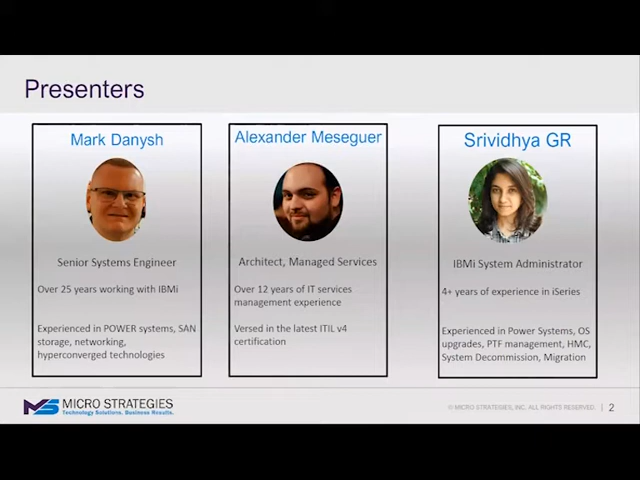 Presenters
Mark Danysh
Senior Systems Engineer
Over 25 years working with IBMi
Experienced in POWER systems, SAN
storage, networking,
hyperconverged technologies
Alexander Meseguer
Architect, Managed Services
Over 12 years of IT services
management experience
Versed in the latest ITIL v4
certification
Srividhya GR
IBMi System Administrator
4+ years of experience in iSeries
Experienced in Power Systems, OS
upgrades, PTF management, HMC,
System Decommission, Migration
MS MICRO STRATEGIES
Technology Solutions. Business Results.
© MICRO STRATEGIES, INC. ALL RIGHTS RESERVED. | 2